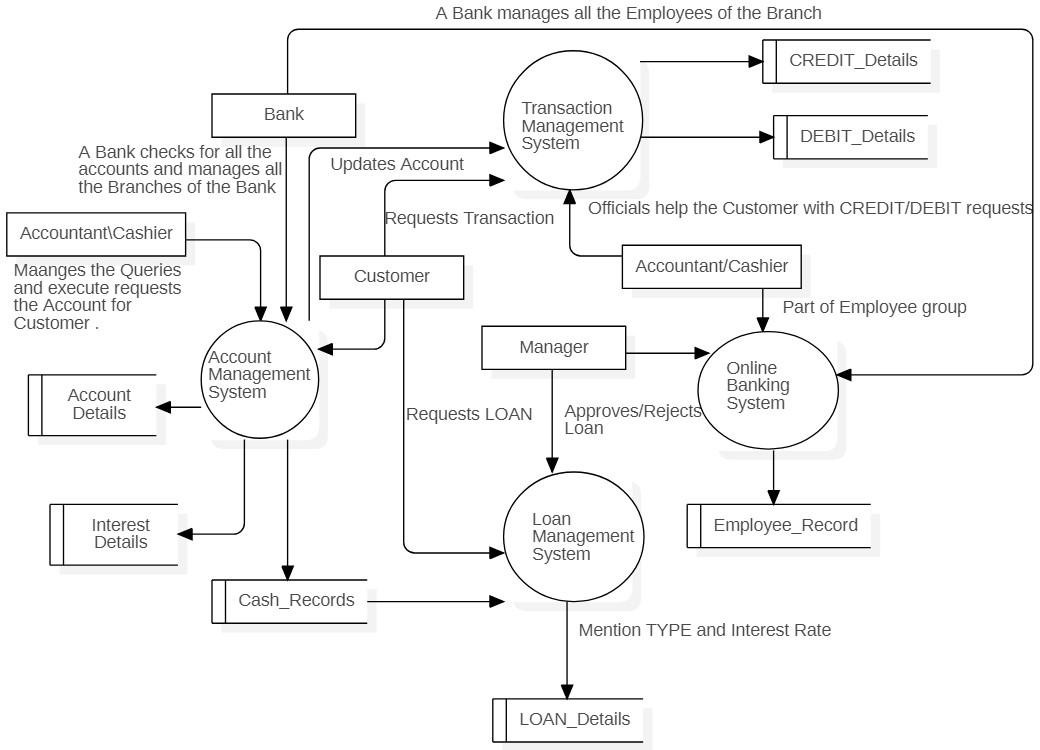 A Bank manages all the Employees of the Branch
CREDIT_Details
Transaction
Management
System
Bank
DEBIT_Details
A Bank checks for all the
accounts and manages all
the Branches of the Bank
Updates Account
Requests Transaction
Officials help the Customer with CREDIT/DEBIT requests
Accountant\Cashier
Customer
Accountant/Cashier
Maanges the Queries
and execute requests
the Account for
Customer .
Part of Employee group
Manager
Account
Management
System
Online
Banking
System
Account
Details
Requests LOAN
Approves/Rejects
Loan
Interest
Details
Loan
Management
System
Employee_Record
Cash_Records
Mention TYPE and Interest Rate
LOAN_Details